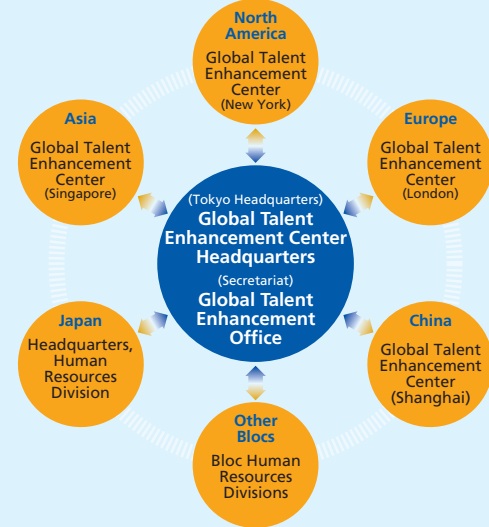 North
America
Global Talent
Enhancement
Center
(New York)
Asia
Global Talent
Enhancement
Center
(Singapore)
Europe
Global Talent
Enhancement
Center
(London)
(Tokyo Headquarters)
Global Talent
Enhancement Center
Headquarters
(Secretariat)
Global Talent
Enhancement
Office
Japan
Headquarters,
Human
Resources
Division
China
Global Talent
Enhancement
Center
(Shanghai)
Other
Blocs
Bloc Human
Resources
Divisions